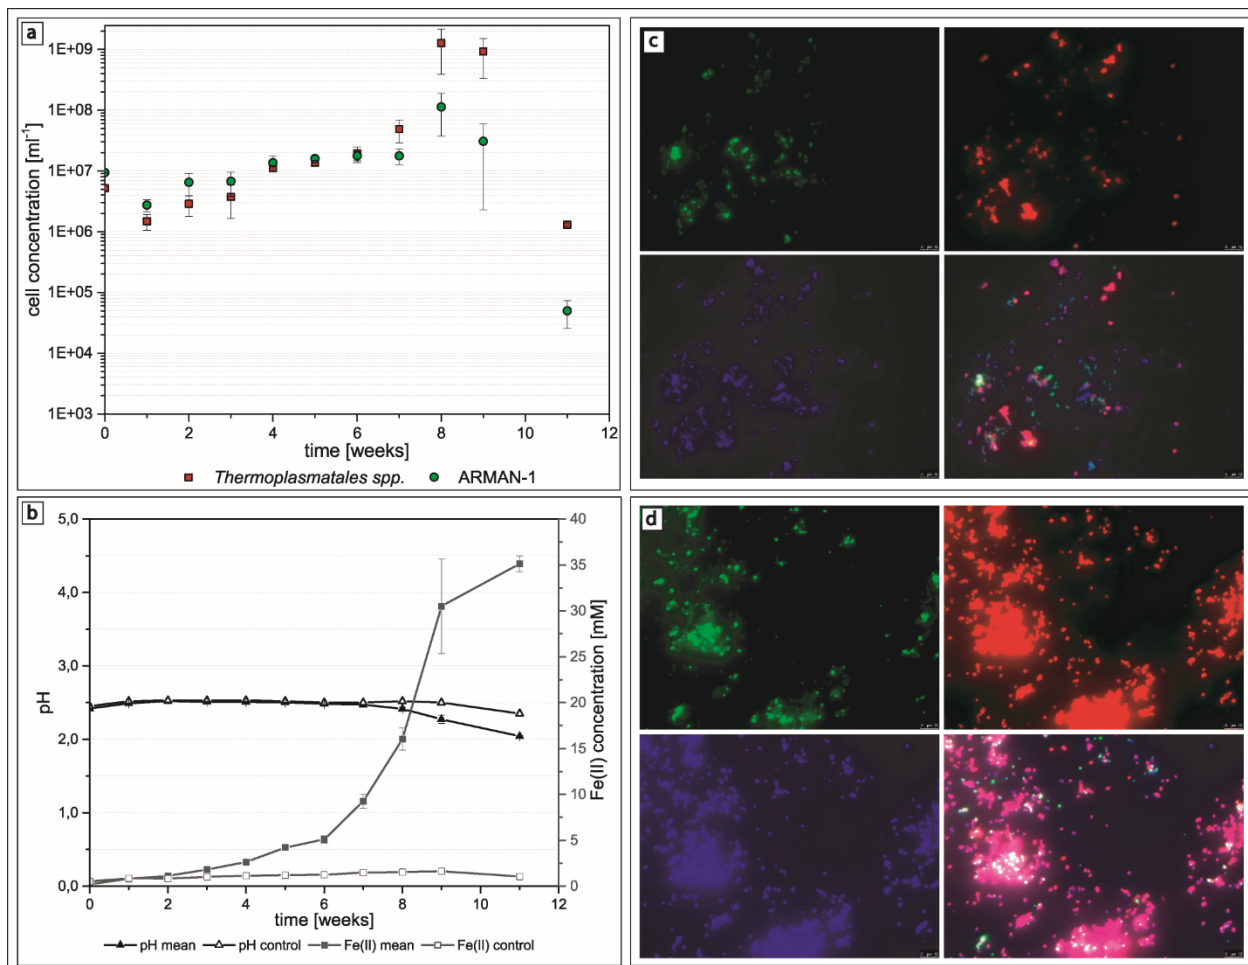 a
1E+09
1E+08
1E+07
1E+06
1E+05
1E+04
1E+03
cell concentration [ml-1]
0 2 4 6 8 10 12
time [weeks]
Thermoplasmatales spp. ARMAN-1
b
5,0
4,0
3,0
2,0
1,0
0,0
pH
40
35
30
25
20
15
10
5
0
Fe(II) concentration [mM]
0 2 4 6 8 10 12
time [weeks]
pH mean pH control Fe(II) mean Fe(II) control
c
d